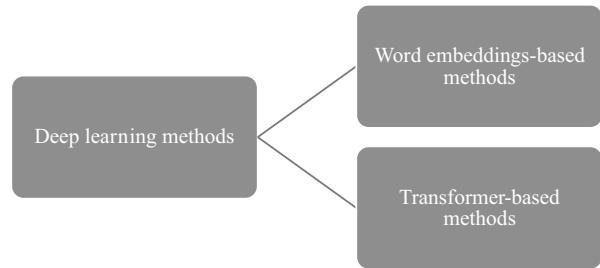 Deep learning methods
Word embeddings-based
methods
Transformer-based
methods